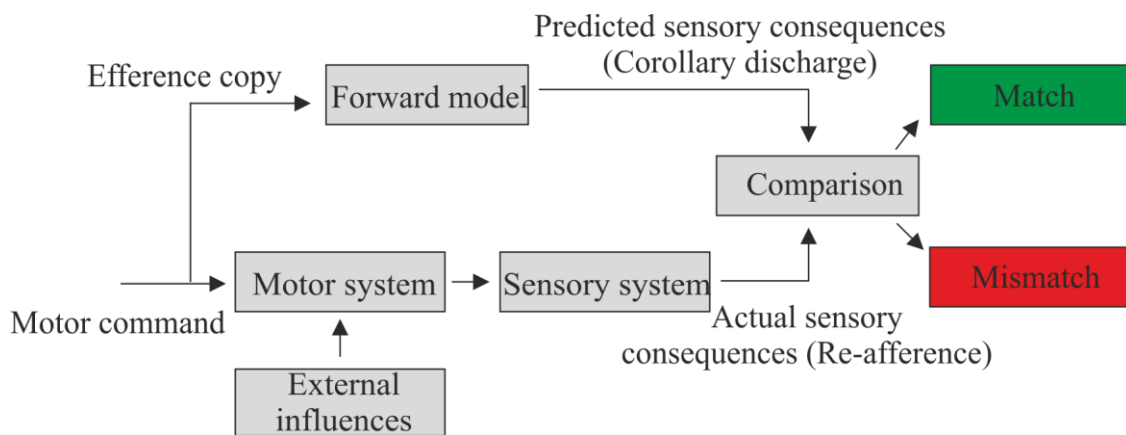 Predicted sensory consequences
(Corollary discharge)
Efference copy
Forward model
Match
Comparison
Motor system
Sensory system
Mismatch
Motor command
Actual sensory
consequences (Re-afference)
External
influences